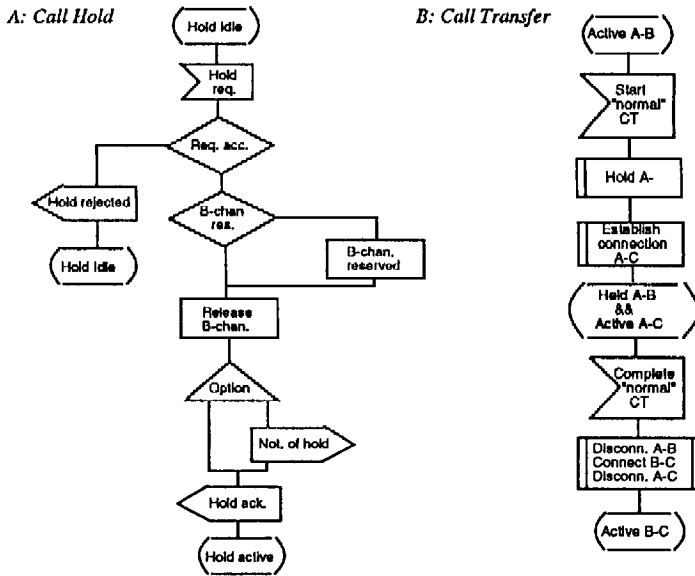 A: Call Hold
Hold Idle
Hold
req.
Req. acc.
Hold rejected
Hold Idle
B-chan
res.
B-chan.
reserved
Release
B-chan.
Option
Not. of hold
Hold ack.
Hold active
B: Call Transfer
Active A-B
Start
"normal"
CT
Hold A-
Establish
connection
A-C
Held A-B
&&
Active A-C
Complete
"normal"
CT
Disconn. A-B
Connect B-C
Disconn. A-C
Active B-C